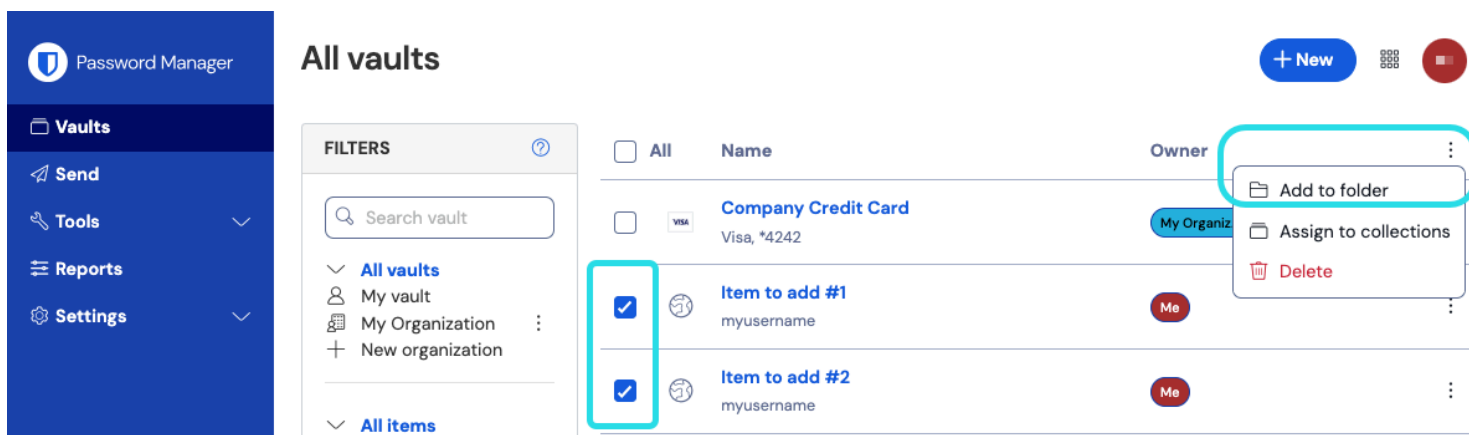 Password Manager
Vaults
Send
Tools
Reports
Settings
All vaults
New
FILTERS
Search vault
All vaults
My vault
My Organization
New organization
All items
All Name Owner
VISA
Company Credit Card
Visa, *4242
My Organiz
Item to add #1
myusername
Me
Item to add #2
myusername
Me
Add to folder
Assign to collections
Delete